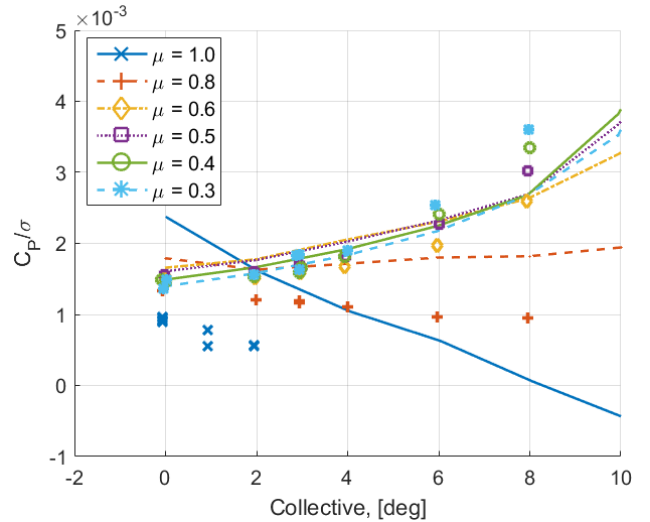 ×10⁻³
5
4
3
2
1
0
-1
C_P/σ
μ = 1.0
μ = 0.8
μ = 0.6
μ = 0.5
μ = 0.4
μ = 0.3
-2 0 2 4 6 8 10
Collective, [deg]